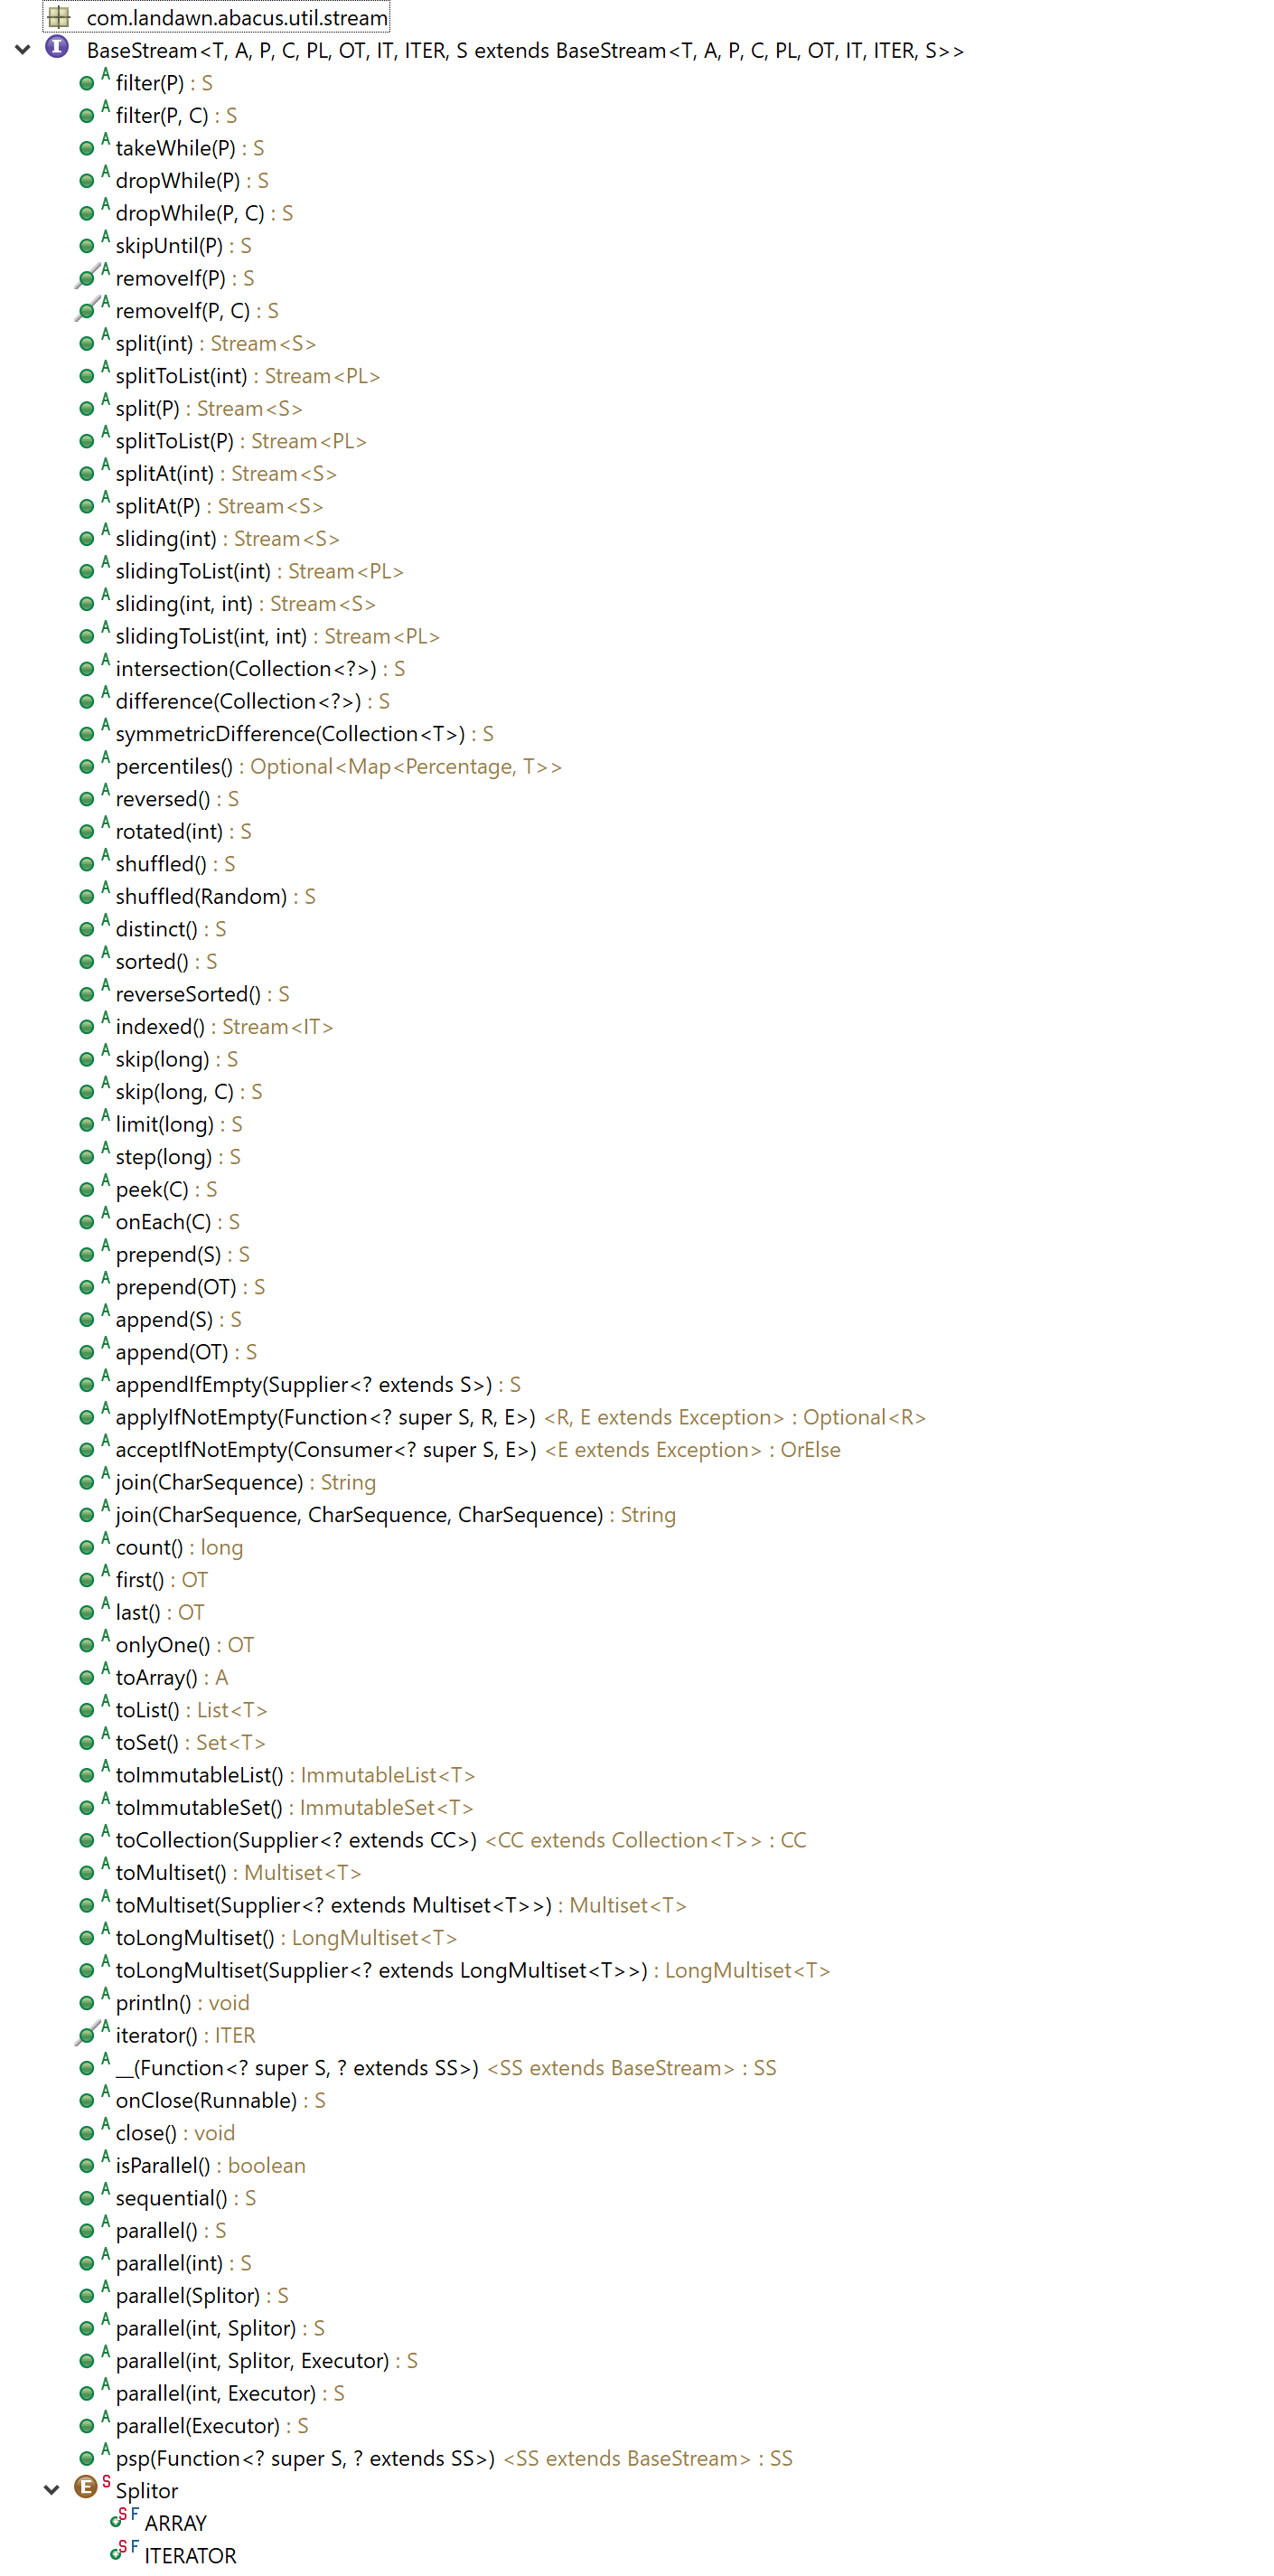 com.landawn.abacus.util.stream
BaseStream<T, A, P, C, PL, OT, IT, ITER, S extends BaseStream<T, A, P, C, PL, OT, IT, ITER, S>>
filter(P) : S
filter(P, C) : S
takeWhile(P) : S
dropWhile(P) : S
dropWhile(P, C) : S
skipUntil(P) : S
removeIf(P) : S
removeIf(P, C) : S
split(int) : Stream<S>
splitToList(int) : Stream<PL>
split(P) : Stream<S>
splitToList(P) : Stream<PL>
splitAt(int) : Stream<S>
splitAt(P) : Stream<S>
sliding(int) : Stream<S>
slidingToList(int) : Stream<PL>
sliding(int, int) : Stream<S>
slidingToList(int, int) : Stream<PL>
intersection(Collection<?>) : S
difference(Collection<?>) : S
symmetricDifference(Collection<T>) : S
percentiles() : Optional<Map<Percentage, T>>
reversed() : S
rotated(int) : S
shuffled() : S
shuffled(Random) : S
distinct() : S
sorted() : S
reverseSorted() : S
indexed() : Stream<IT>
skip(long) : S
skip(long, C) : S
limit(long) : S
step(long) : S
peek(C) : S
onEach(C) : S
prepend(S) : S
prepend(OT) : S
append(S) : S
append(OT) : S
appendIfEmpty(Supplier<? extends S>) : S
applyIfNotEmpty(Function<? super S, R, E>) <R, E extends Exception> : Optional<R>
acceptIfNotEmpty(Consumer<? super S, E>) <E extends Exception> : OrElse
join(CharSequence) : String
join(CharSequence, CharSequence, CharSequence) : String
count() : long
first() : OT
last() : OT
onlyOne() : OT
toArray() : A
toList() : List<T>
toSet() : Set<T>
toImmutableList() : ImmutableList<T>
toImmutableSet() : ImmutableSet<T>
toCollection(Supplier<? extends CC>) <CC extends Collection<T>> : CC
toMultiset() : Multiset<T>
toMultiset(Supplier<? extends Multiset<T>>) : Multiset<T>
toLongMultiset() : LongMultiset<T>
toLongMultiset(Supplier<? extends LongMultiset<T>>) : LongMultiset<T>
println() : void
iterator() : ITER
__(Function<? super S, ? extends SS>) <SS extends BaseStream> : SS
onClose(Runnable) : S
close() : void
isParallel() : boolean
sequential() : S
parallel() : S
parallel(int) : S
parallel(Splitor) : S
parallel(int, Splitor) : S
parallel(int, Splitor, Executor) : S
parallel(int, Executor) : S
parallel(Executor) : S
psp(Function<? super S, ? extends SS>) <SS extends BaseStream> : SS
Splitor
ARRAY
ITERATOR